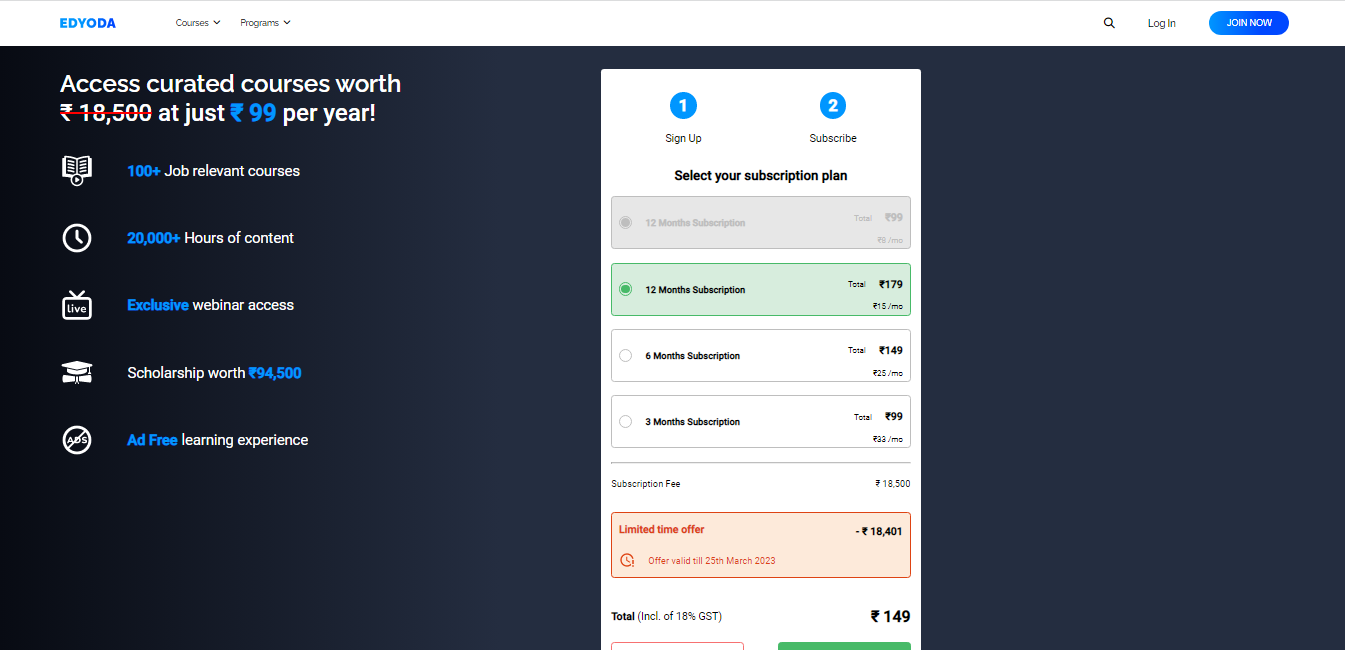 EDYODA Courses Programs Log In JOIN NOW
Access curated courses worth
₹ 18,500 at just ₹ 99 per year!
100+ Job relevant courses
20,000+ Hours of content
live
Exclusive webinar access
Scholarship worth ₹94,500
ADS
Ad Free learning experience
1 2
Sign Up Subscribe
Select your subscription plan
12 Months Subscription Total ₹99
₹9 /mo
12 Months Subscription Total ₹179
₹15 /mo
6 Months Subscription Total ₹149
₹25 /mo
3 Months Subscription Total ₹99
₹33 /mo
Subscription Fee ₹ 18,500
Limited time offer - ₹ 18,401
Offer valid till 25th March 2023
Total (Incl. of 18% GST) ₹ 149